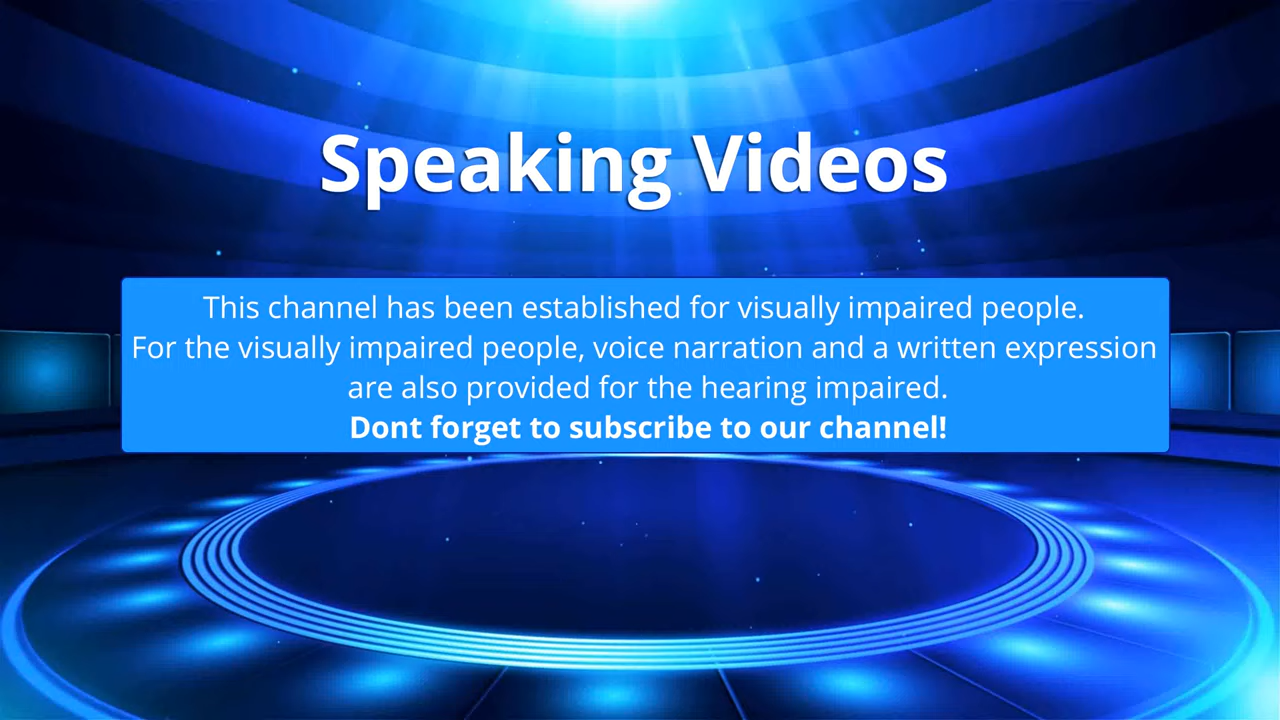 Speaking Videos
This channel has been established for visually impaired people.
For the visually impaired people, voice narration and a written expression
are also provided for the hearing impaired.
Dont forget to subscribe to our channel!